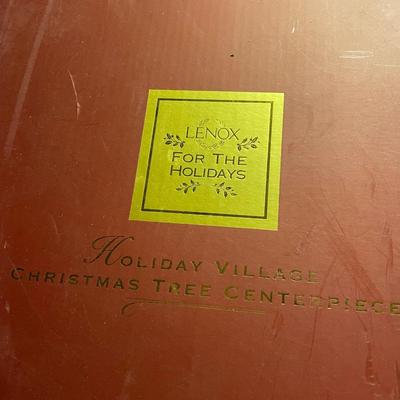 LENOX
FOR THE
HOLIDAYS
HOLIDAY VILLAGE
CHRISTMAS TREE CENTERPIECE